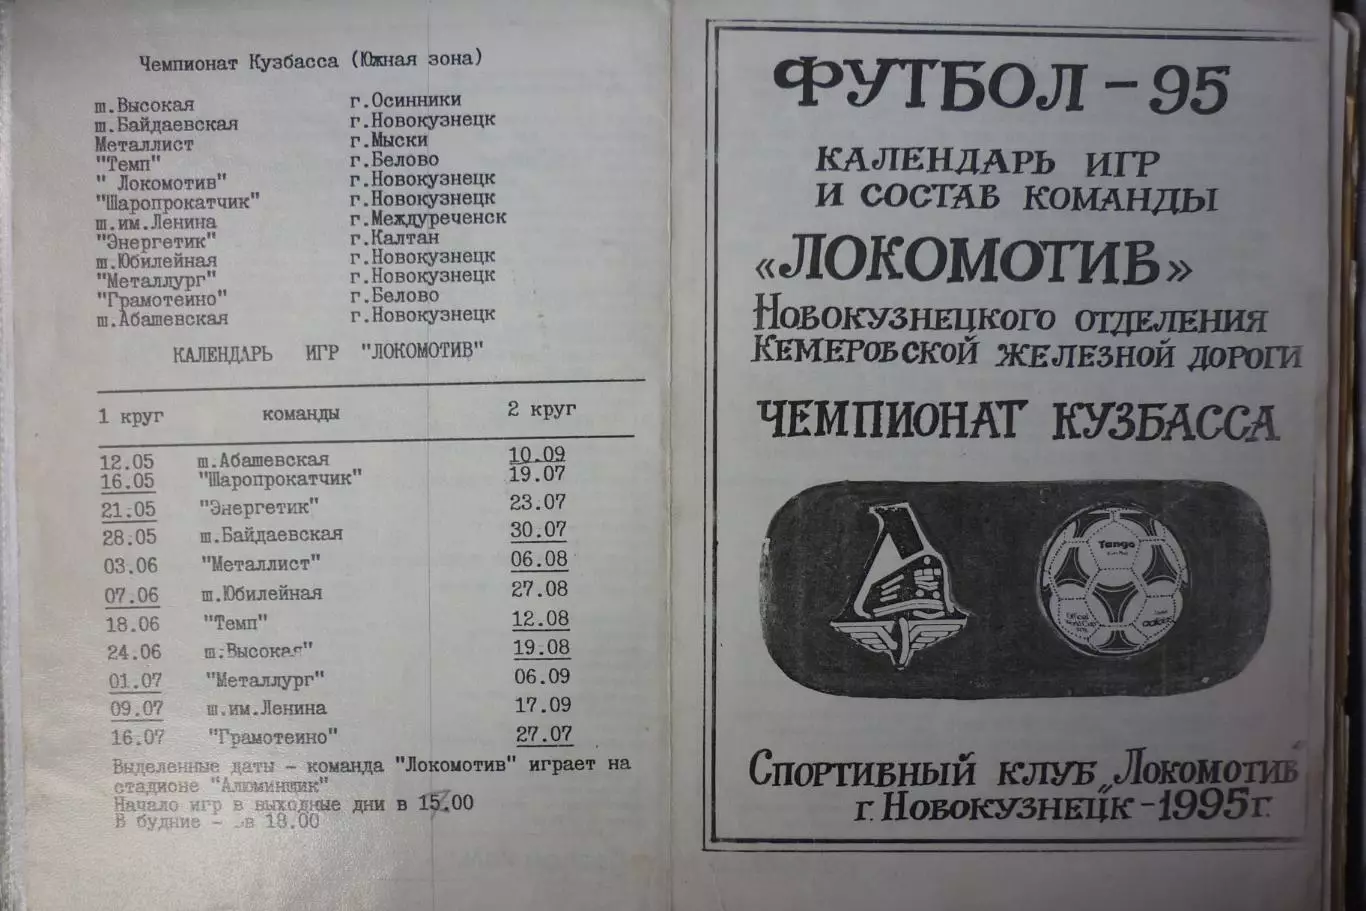 Чемпионат Кузбасса (Южная зона)
ш.Высокая г.Осинники
ш.Байдаевская г.Новокузнецк
Металлист г.Мыски
"Темп" г.Белово
" Локомотив" г.Новокузнецк
"Шаропрокатчик" г.Новокузнецк
ш.им.Ленина г.Междуреченск
"Энергетик" г.Калтан
ш.Юбилейная г.Новокузнецк
"Металлург" г.Новокузнецк
"Грамотеино" г.Белово
ш.Абашевская г.Новокузнецк
КАЛЕНДАРЬ ИГР "ЛОКОМОТИВ"
1 круг команды 2 круг
12.05 ш.Абашевская 10.09
16.05 "Шаропрокатчик" 19.07
21.05 "Энергетик" 23.07
28.05 ш.Байдаевская 30.07
03.06 "Металлист" 06.08
07.06 ш.Юбилейная 27.08
18.06 "Темп" 12.08
24.06 ш.Высокая" 19.08
01.07 "Металлург" 06.09
09.07 ш.им.Ленина 17.09
16.07 "Грамотеино" 27.07
Выделенные даты - команда "Локомотив" играет на
стадионе "Алюминщик"
Начало игр в выходные дни в 15.00
В будние - в 18.00
ФУТБОЛ - 95
КАЛЕНДАРЬ ИГР
И СОСТАВ КОМАНДЫ
«ЛОКОМОТИВ»
НОВОКУЗНЕЦКОГО ОТДЕЛЕНИЯ
КЕМЕРОВСКОЙ ЖЕЛЕЗНОЙ ДОРОГИ
ЧЕМПИОНАТ КУЗБАССА
Tango
Official
World Cup
adidas
СПОРТИВНЫЙ КЛУБ „ЛОКОМОТИВ"
Г. НОВОКУЗНЕЦК - 1995 Г.